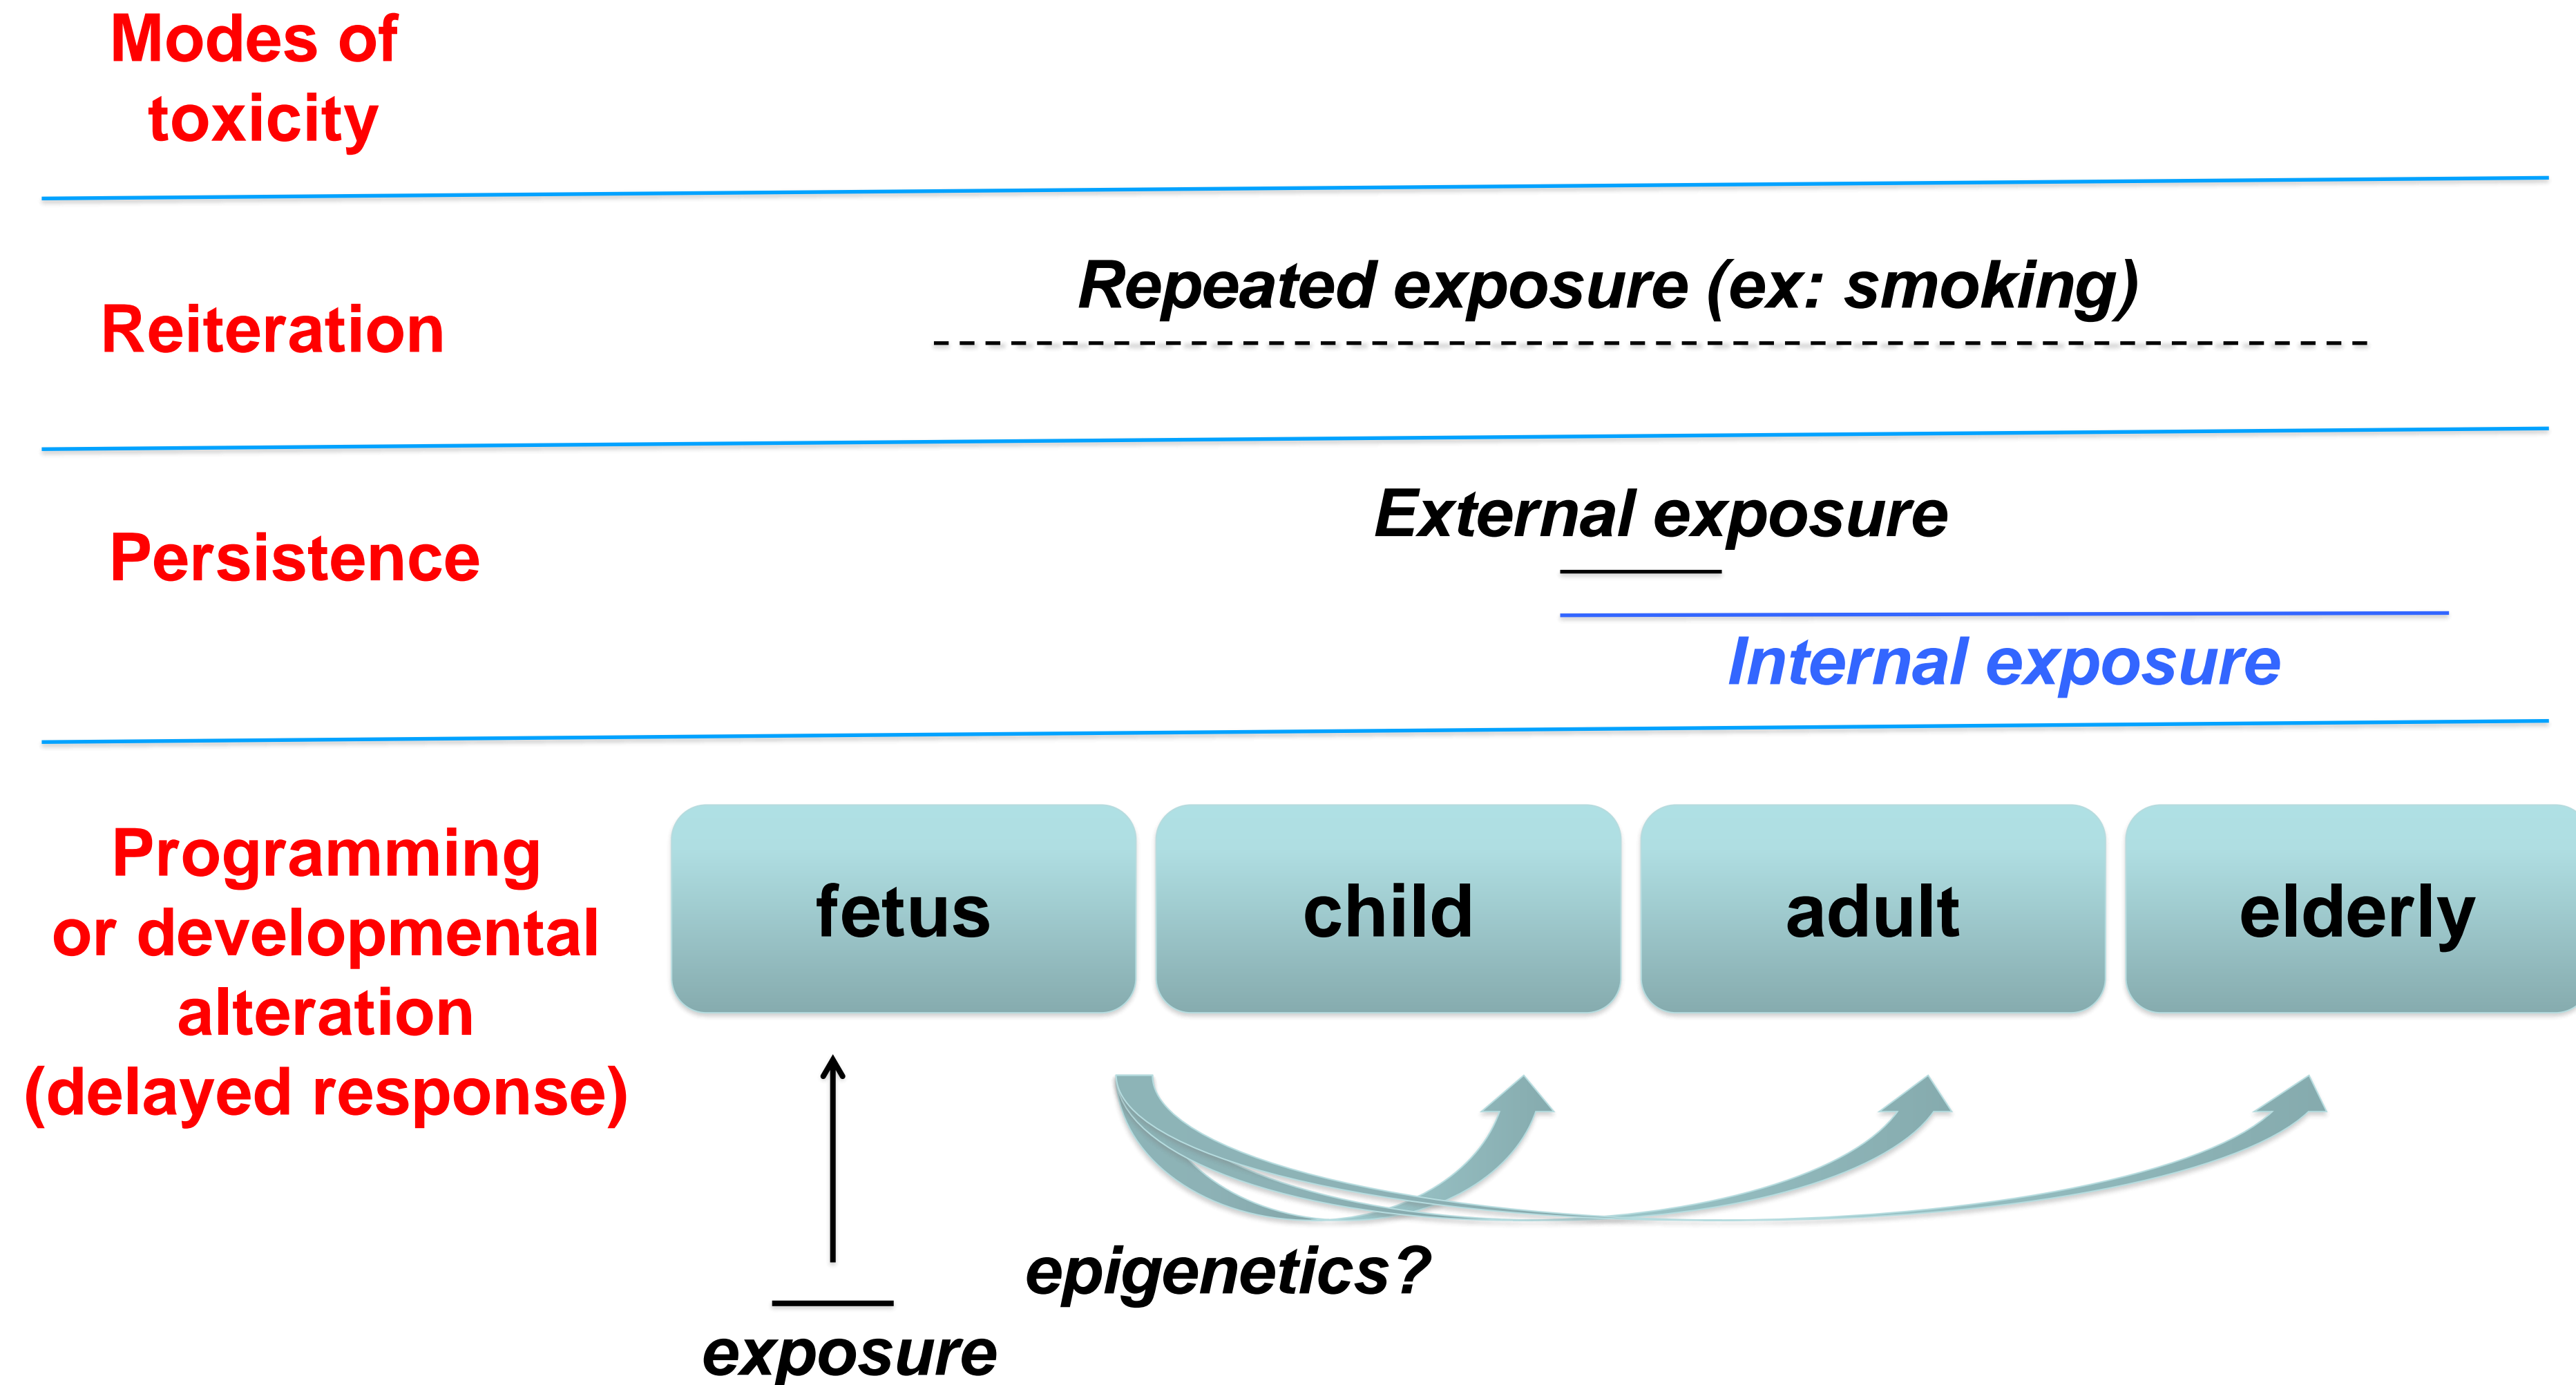 Modes of
toxicity
Reiteration
Repeated exposure (ex: smoking)
Persistence
External exposure
Internal exposure
Programming
or developmental
alteration
(delayed response)
fetus
child
adult
elderly
epigenetics?
exposure